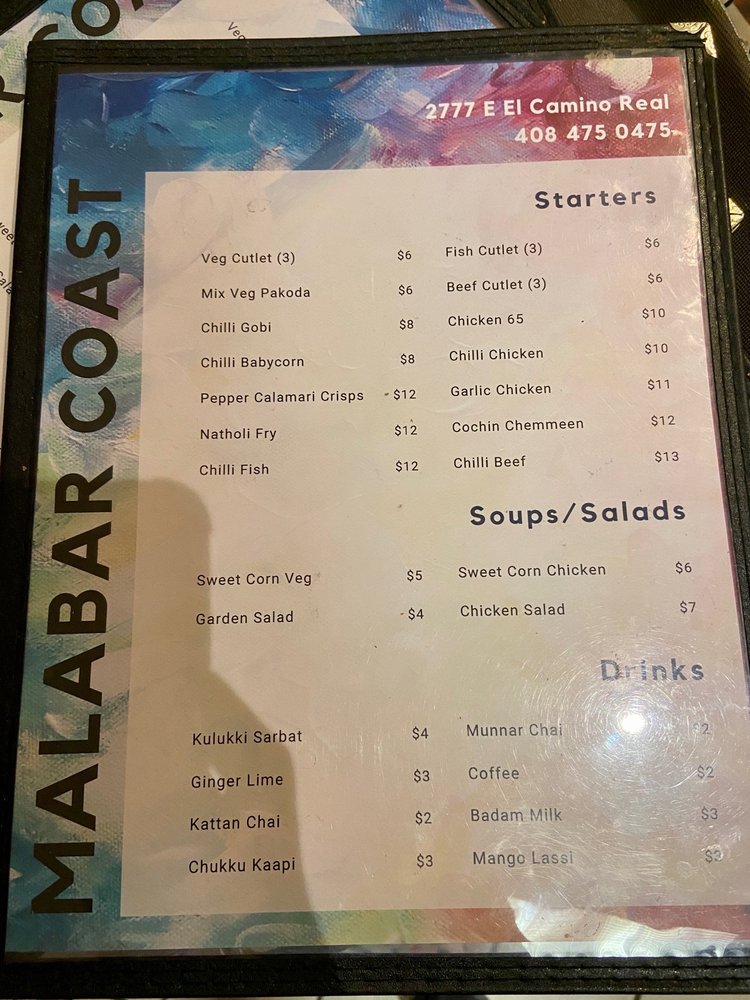 2777 E El Camino Real
408 475 0475
MALABAR COAST
Starters
Veg Cutlet (3) $6
Mix Veg Pakoda $6
Chilli Gobi $8
Chilli Babycorn $8
Pepper Calamari Crisps $12
Natholi Fry $12
Chilli Fish $12
Fish Cutlet (3) $6
Beef Cutlet (3) $6
Chicken 65 $10
Chilli Chicken $10
Garlic Chicken $11
Cochin Chemmeen $12
Chilli Beef $13
Soups/Salads
Sweet Corn Veg $5
Garden Salad $4
Sweet Corn Chicken $6
Chicken Salad $7
Drinks
Kulukki Sarbat $4
Ginger Lime $3
Kattan Chai $2
Chukku Kaapi $3
Munnar Chai $2
Coffee $2
Badam Milk $3
Mango Lassi $3